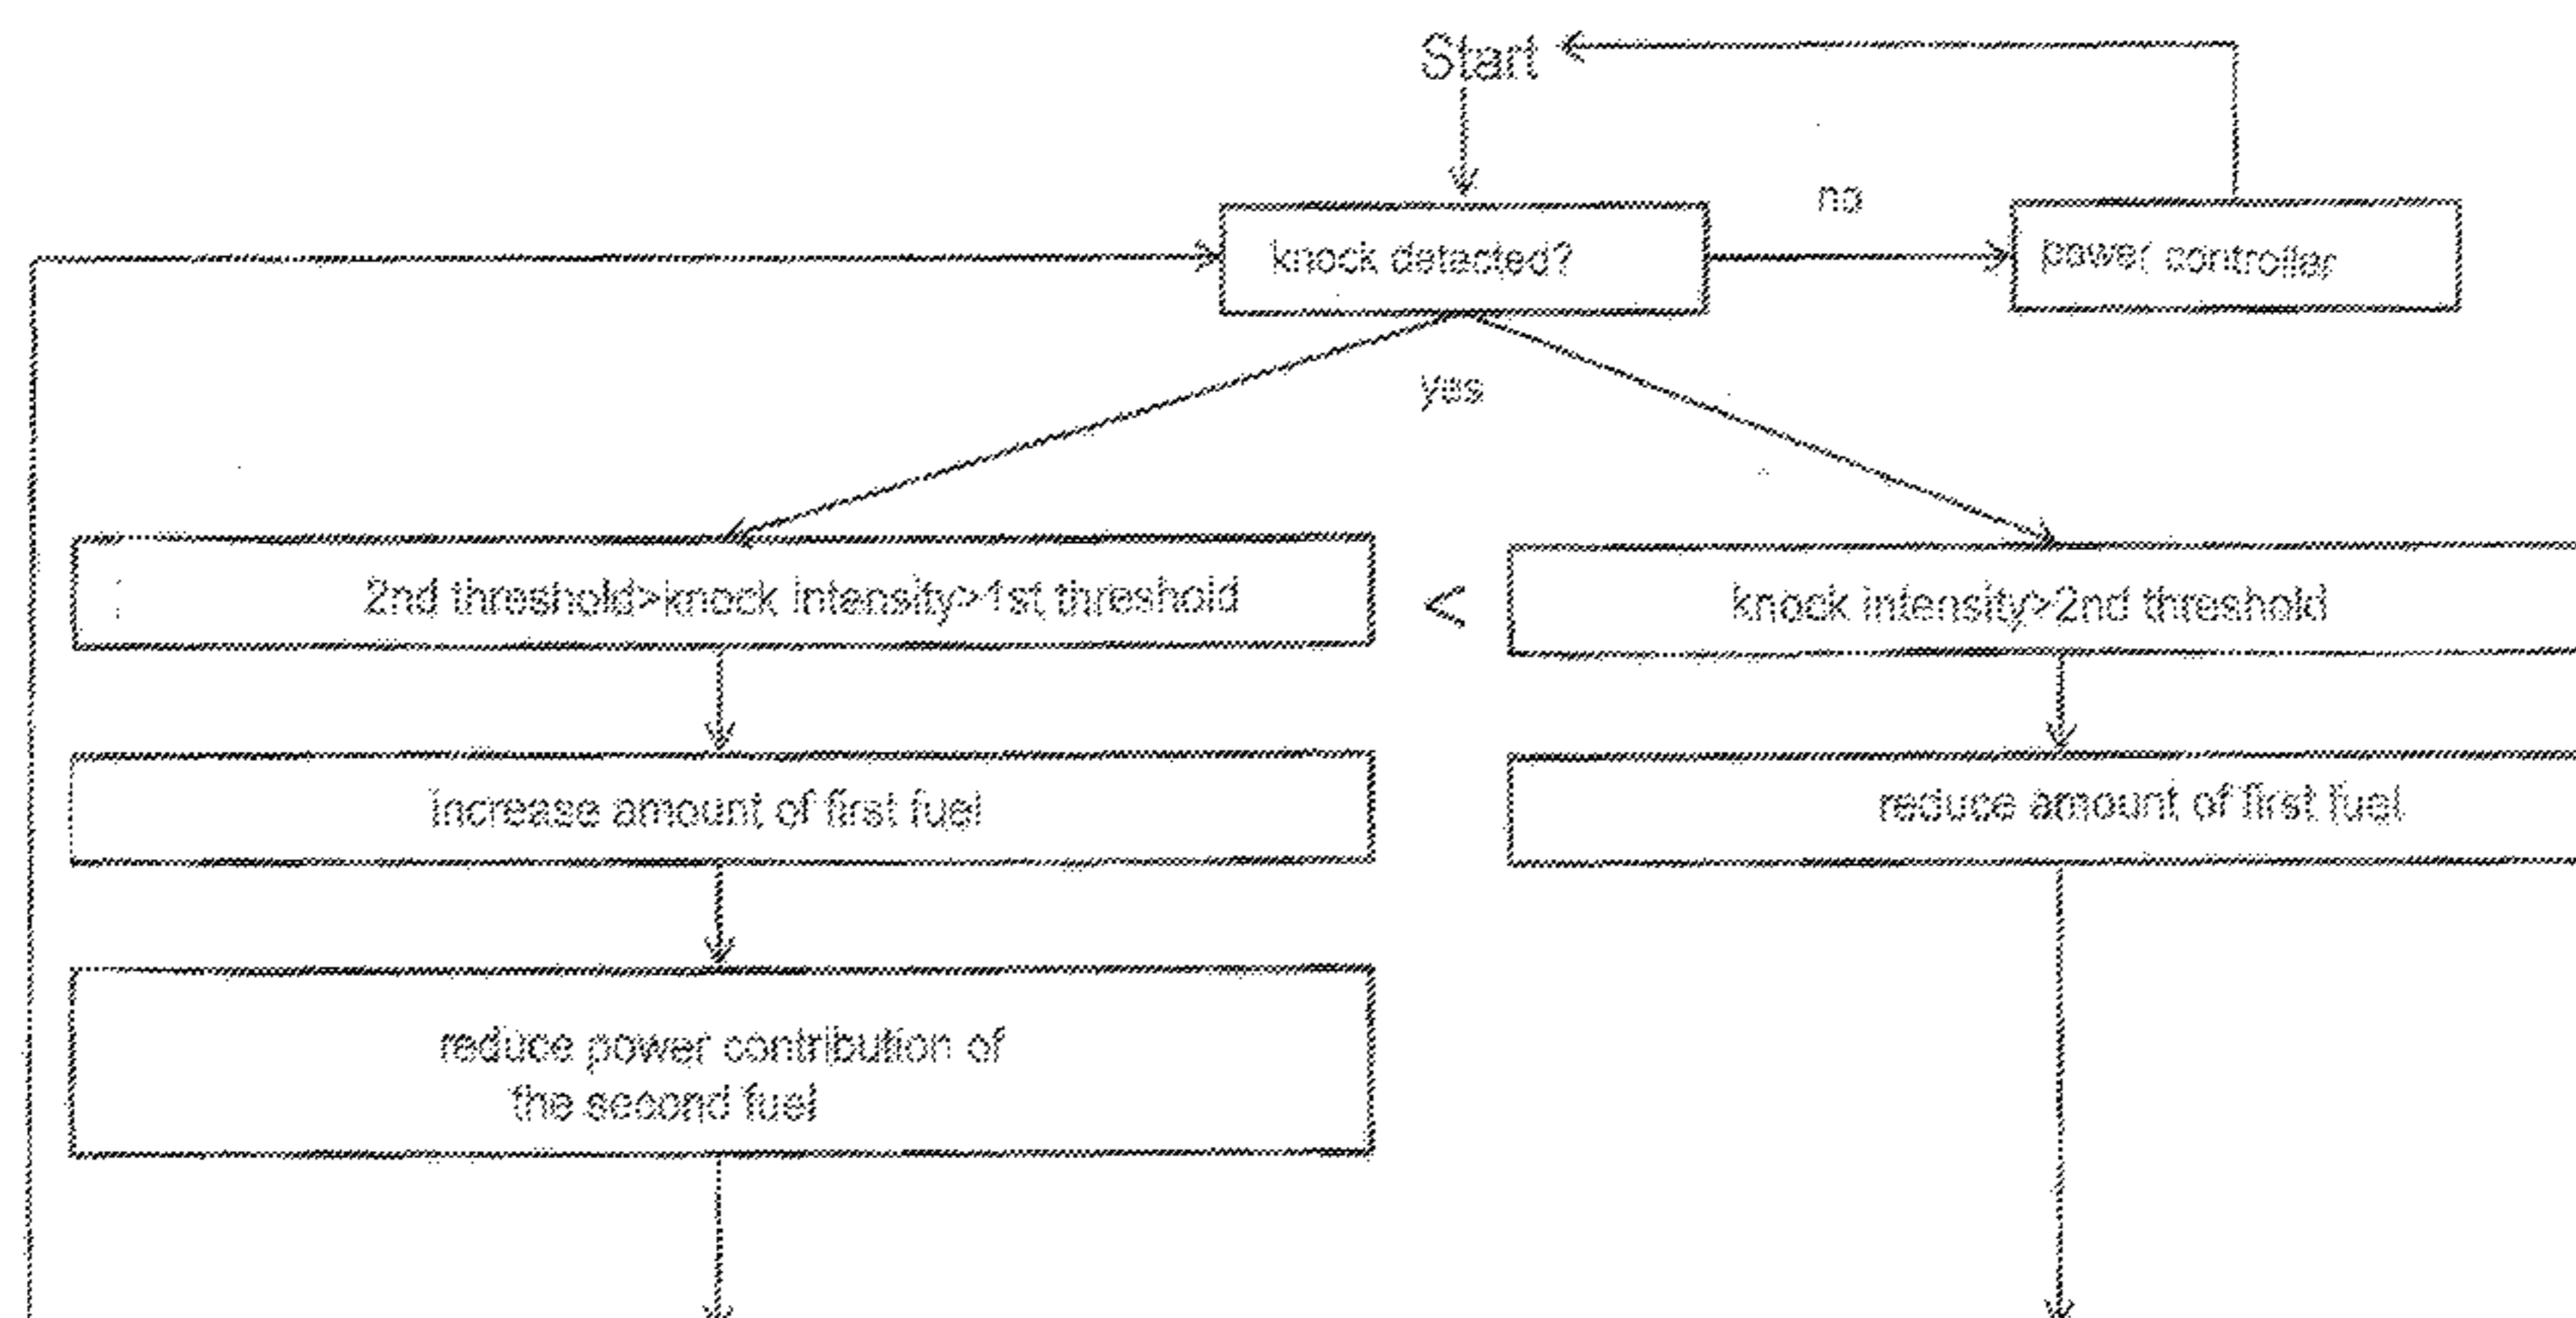 Start
no
knock detected?
power controller
yes
2nd threshold>knock intensity>1st threshold
<
knock intensity>2nd threshold
increase amount of first fuel
reduce amount of first fuel
reduce power contribution of
the second fuel